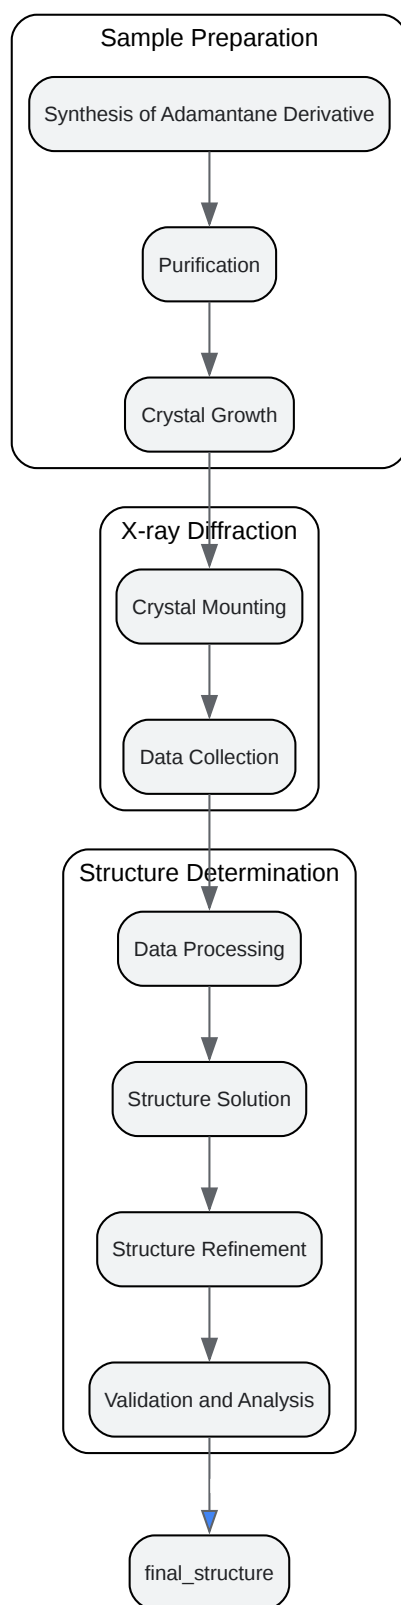 Sample Preparation
Synthesis of Adamantane Derivative
Purification
Crystal Growth
X-ray Diffraction
Crystal Mounting
Data Collection
Structure Determination
Data Processing
Structure Solution
Structure Refinement
Validation and Analysis
final_structure